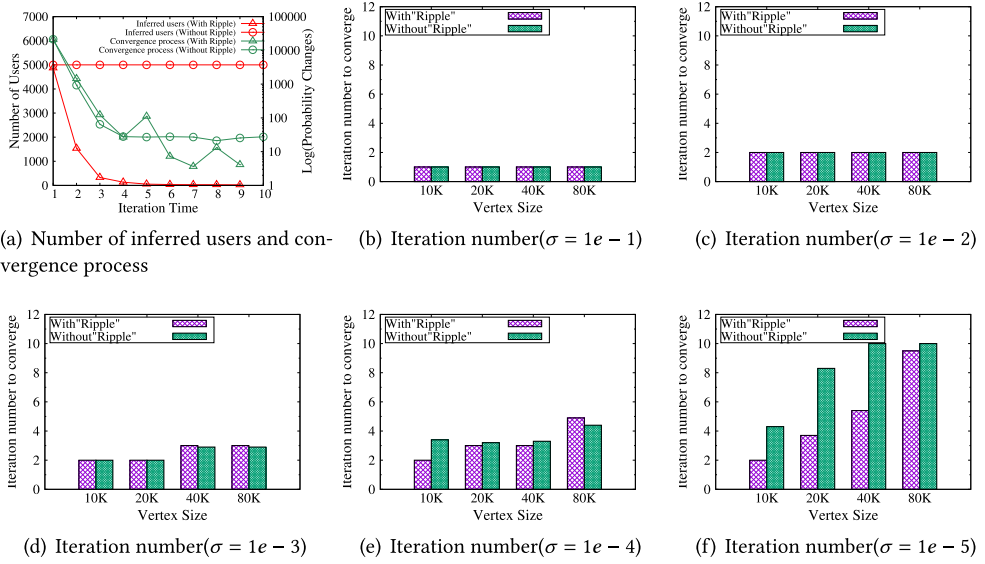 7000
6000
5000
4000
3000
2000
1000
0
Number of Users
Inferred users (With Ripple)
Inferred users (Without Ripple)
Convergence process (With Ripple)
Convergence process (Without Ripple)
100000
10000
1000
100
10
1
Log(Probability Changes)
1 2 3 4 5 6 7 8 9 10
Iteration Time
(a) Number of inferred users and con-
vergence process
Iteration number to converge
12
10
8
6
4
2
0
With"Ripple"
Without"Ripple"
10K 20K 40K 80K
Vertex Size
(b) Iteration number(σ = 1e − 1)
Iteration number to converge
12
10
8
6
4
2
0
With"Ripple"
Without"Ripple"
10K 20K 40K 80K
Vertex Size
(c) Iteration number(σ = 1e − 2)
Iteration number to converge
12
10
8
6
4
2
0
With"Ripple"
Without"Ripple"
10K 20K 40K 80K
Vertex Size
(d) Iteration number(σ = 1e − 3)
Iteration number to converge
12
10
8
6
4
2
0
With"Ripple"
Without"Ripple"
10K 20K 40K 80K
Vertex Size
(e) Iteration number(σ = 1e − 4)
Iteration number to converge
12
10
8
6
4
2
0
With"Ripple"
Without"Ripple"
10K 20K 40K 80K
Vertex Size
(f) Iteration number(σ = 1e − 5)